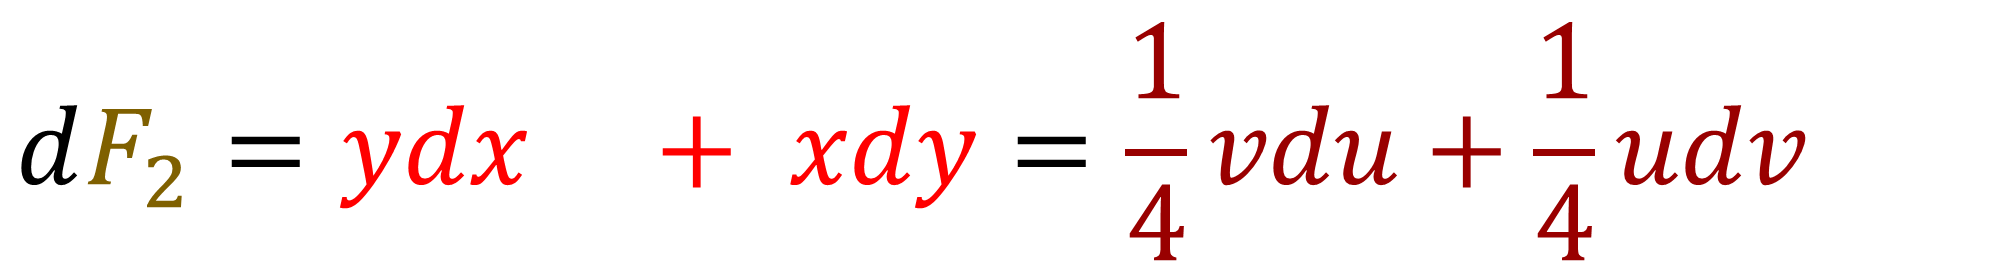 dF₂ = ydx + xdy = 1/4 vdu + 1/4 udv